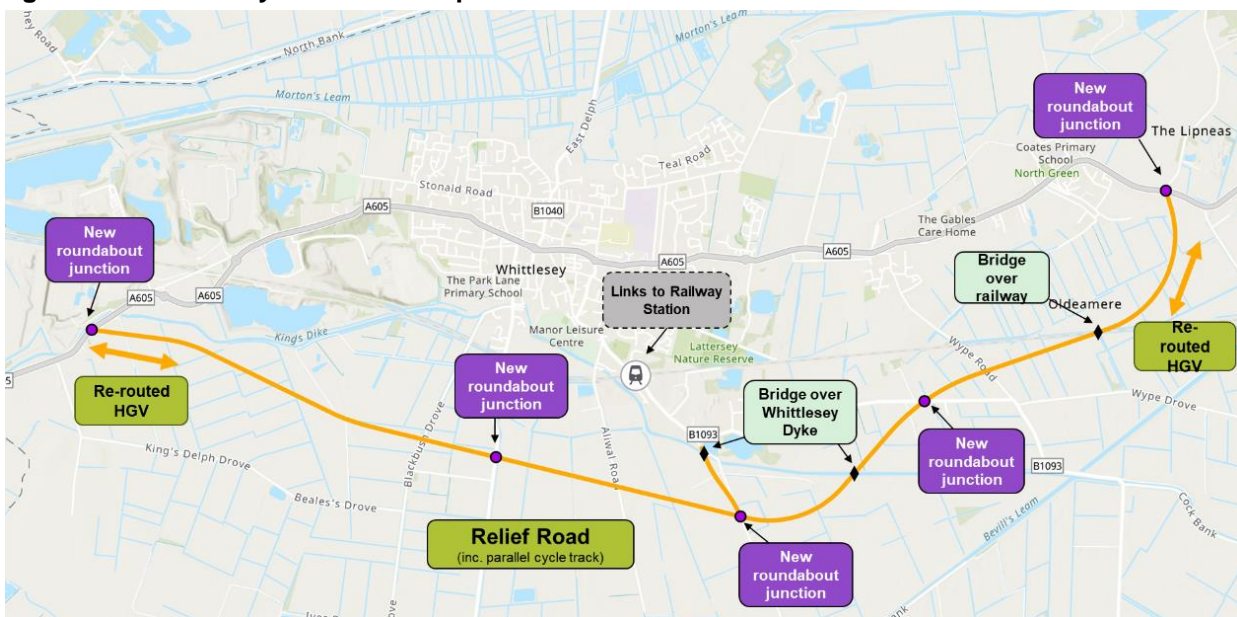 hey Road
North Bank
Morton's Leam
Morton's Leam
East Delph
Teal Road
Stonald Road
B1040
A605
New
roundabout
junction
The Lipneas
Coates Primary
School
North Green
The Gables
Care Home
A605
A605
New
roundabout
junction
A605
A605
Whittlesey
The Park Lane
Primary School
Links to Railway
Station
Bridge
over
railway
Oldeamere
King's Dike
Manor Leisure
Centre
Lattersey
Nature Reserve
Re-routed
HGV
Re-
routed
HGV
New
roundabout
junction
Wype Road
Wype Drove
Bridge over
Whittlesey
Dyke
B1093
Blackbush Drove
Aliwal Road
King's Delph Drove
Beales's Drove
New
roundabout
junction
B1093
Bevill's Leam
Cock Bank
Relief Road
(inc. parallel cycle track)
New
roundabout
junction